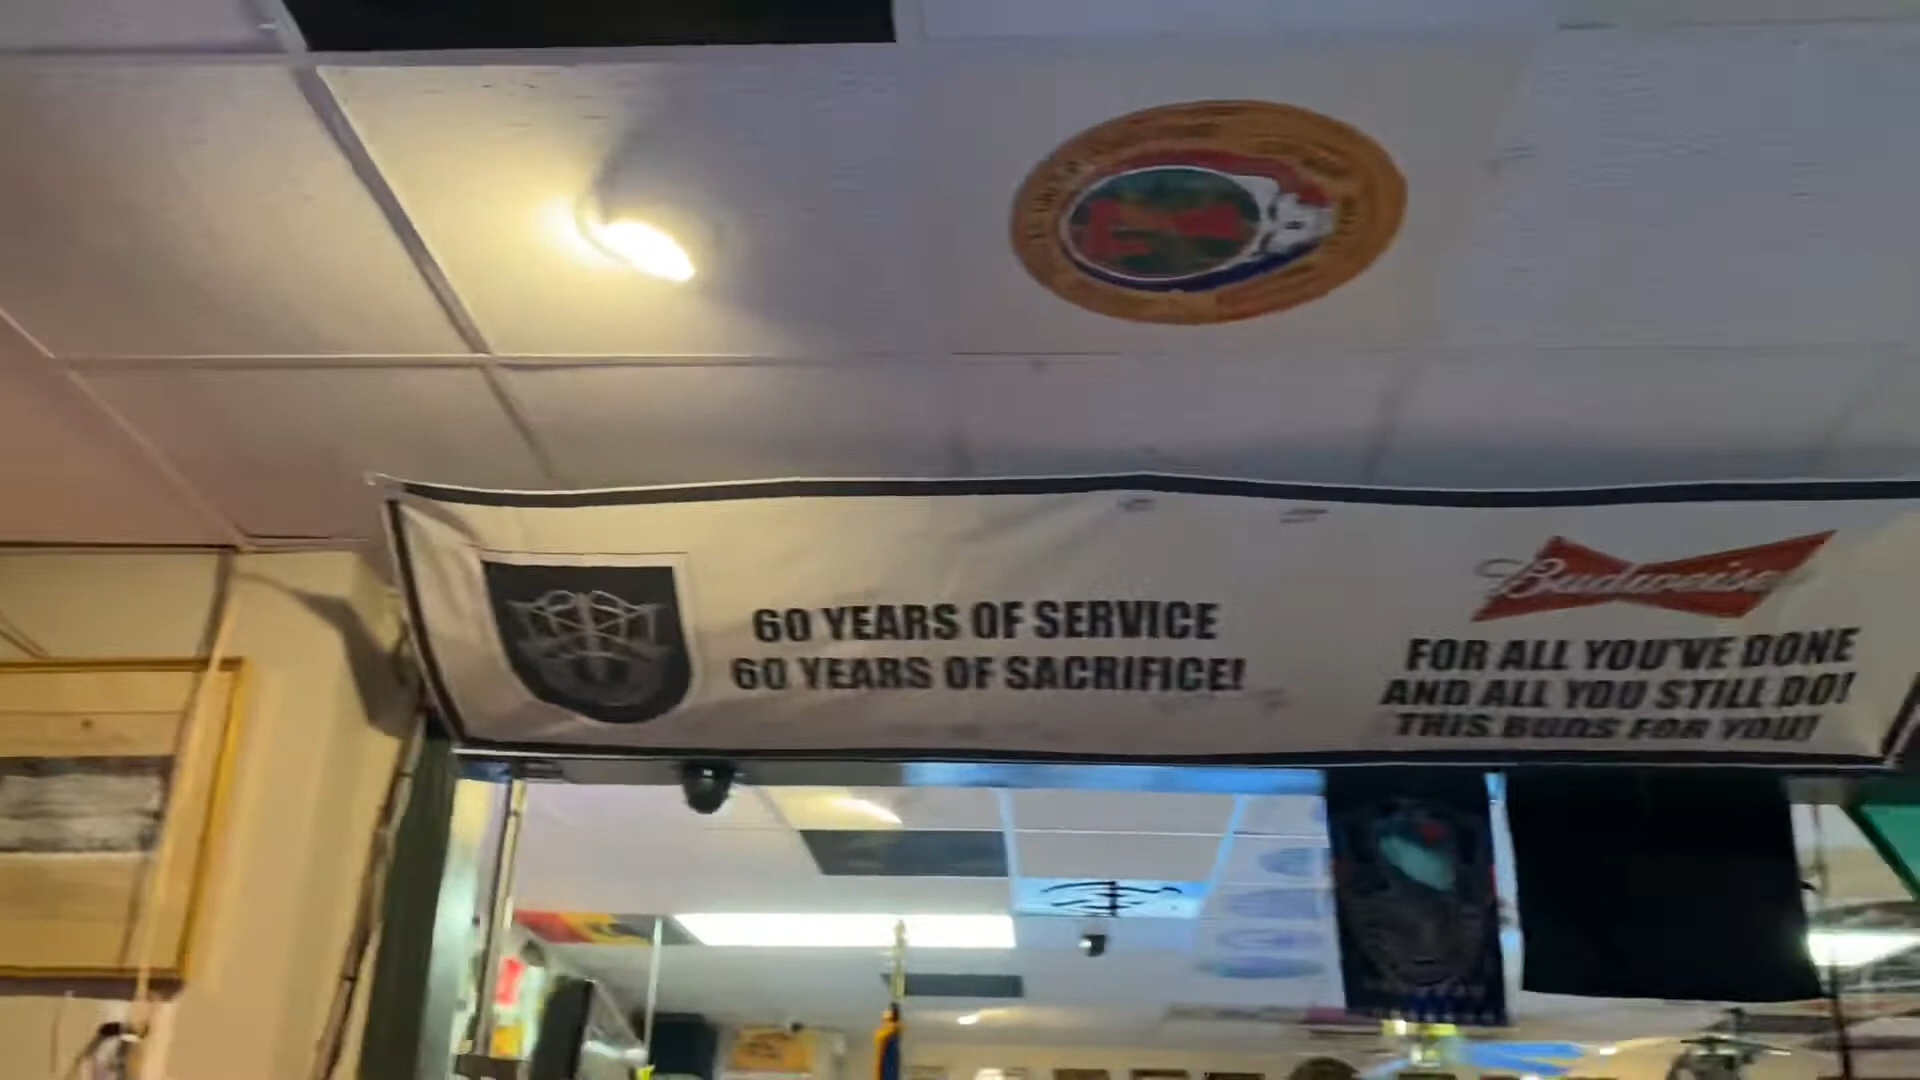 60 YEARS OF SERVICE
60 YEARS OF SACRIFICE!
Budweiser
FOR ALL YOU'VE DONE
AND ALL YOU STILL DO!
THIS BUDS FOR YOU!